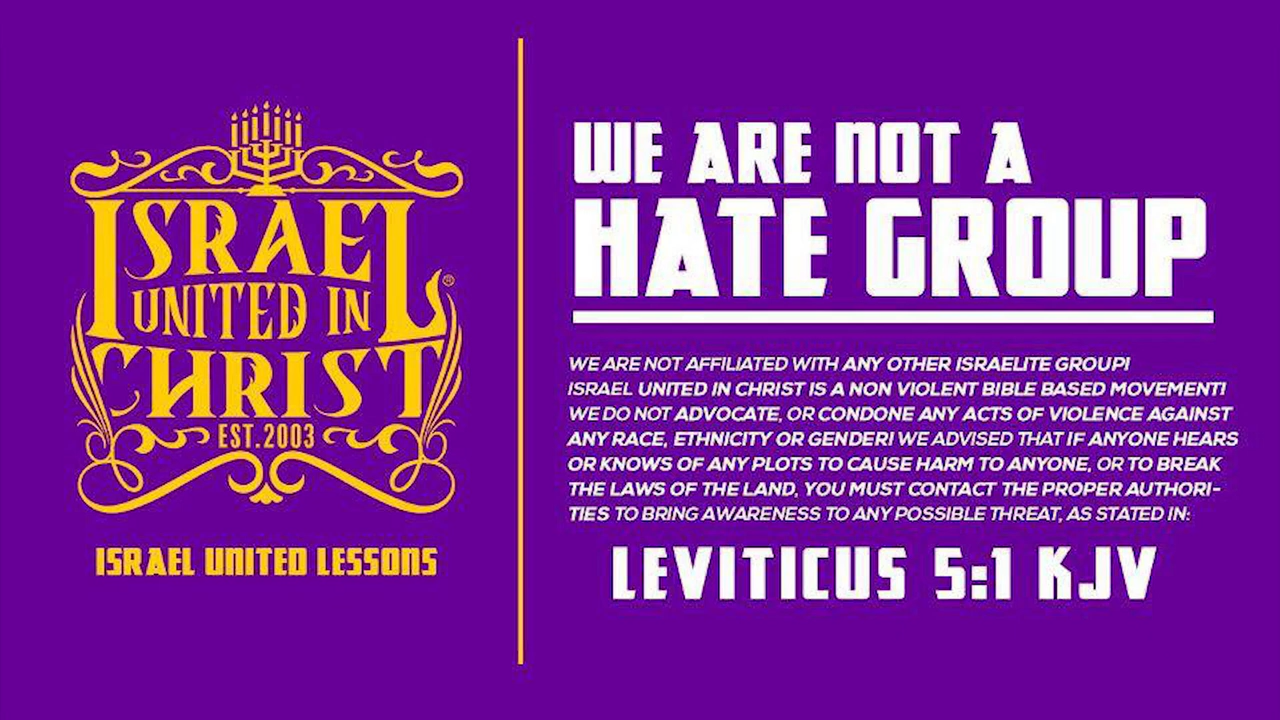 ISRAEL
UNITED IN
CHRIST
EST. 2003
ISRAEL UNITED LESSONS
WE ARE NOT A
HATE GROUP
WE ARE NOT AFFILIATED WITH ANY OTHER ISRAELITE GROUP!
ISRAEL UNITED IN CHRIST IS A NON VIOLENT BIBLE BASED MOVEMENT!
WE DO NOT ADVOCATE, OR CONDONE ANY ACTS OF VIOLENCE AGAINST
ANY RACE, ETHNICITY OR GENDER! WE ADVISED THAT IF ANYONE HEARS
OR KNOWS OF ANY PLOTS TO CAUSE HARM TO ANYONE, OR TO BREAK
THE LAWS OF THE LAND, YOU MUST CONTACT THE PROPER AUTHORI-
TIES TO BRING AWARENESS TO ANY POSSIBLE THREAT, AS STATED IN:
LEVITICUS 5:1 KJV